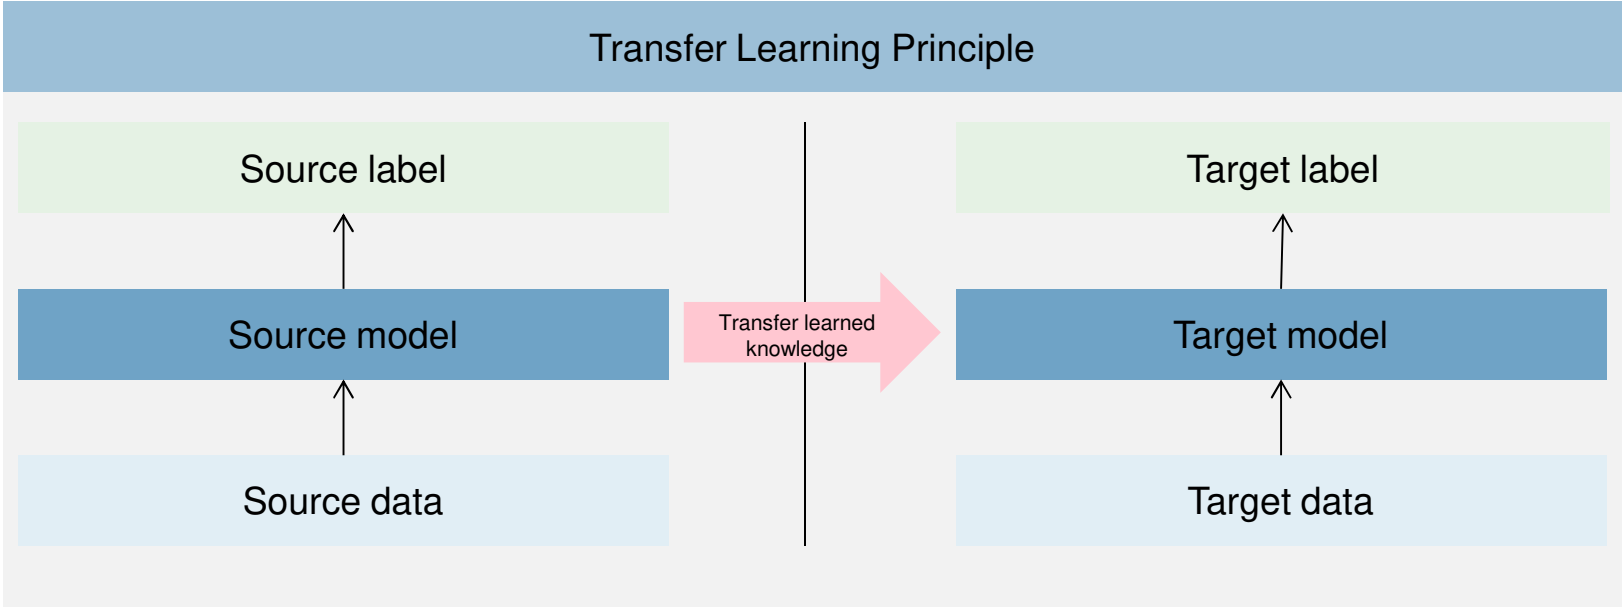 Transfer Learning Principle
Source label
Target label
Source model
Transfer learned
knowledge
Target model
Source data
Target data